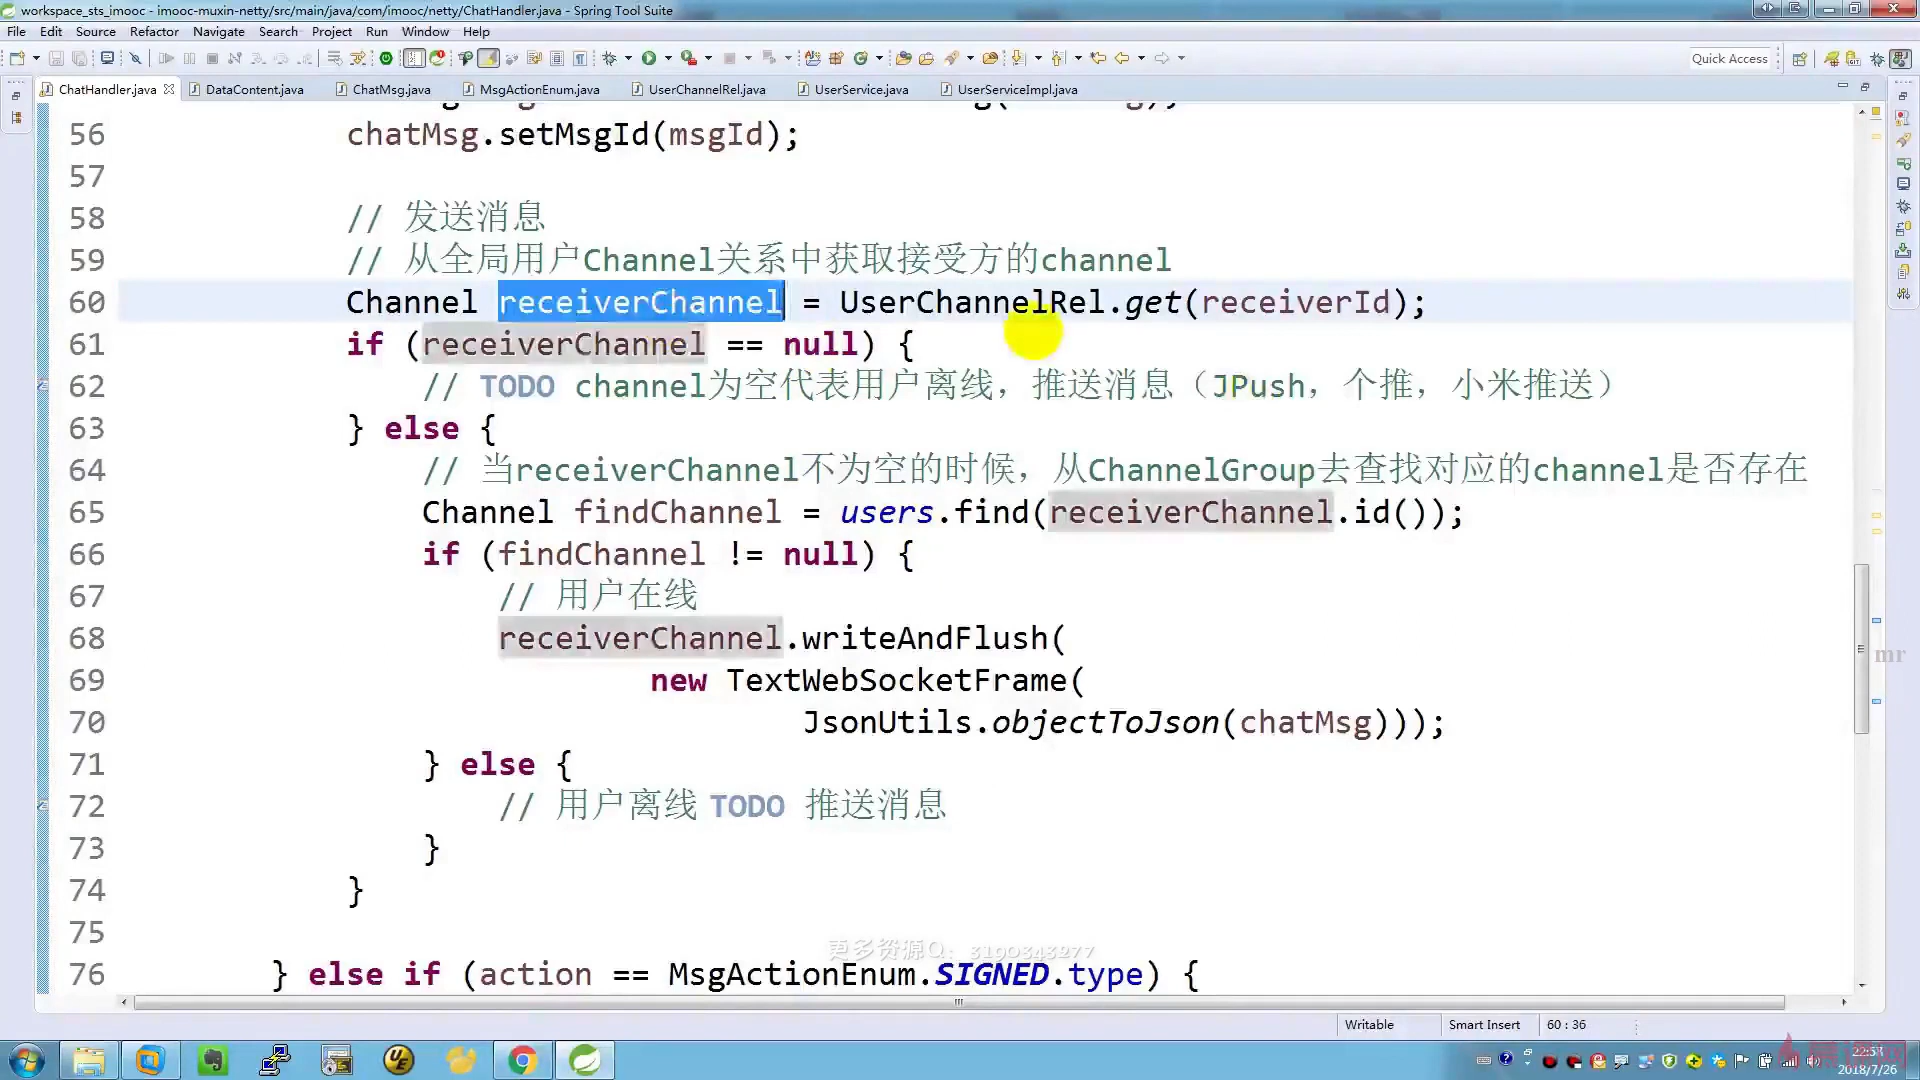 workspace_sts_imooc - imooc-muxin-netty/src/main/java/com/imooc/netty/ChatHandler.java - Spring Tool Suite
File Edit Source Refactor Navigate Search Project Run Window Help
Quick Access
ChatHandler.java DataContent.java ChatMsg.java MsgActionEnum.java UserChannelRel.java UserService.java UserServiceImpl.java
56 chatMsg.setMsgId(msgId);
57
58 // 发送消息
59 // 从全局用户Channel关系中获取接受方的channel
60 Channel receiverChannel = UserChannelRel.get(receiverId);
61 if (receiverChannel == null) {
62 // TODO channel为空代表用户离线，推送消息（JPush，个推，小米推送）
63 } else {
64 // 当receiverChannel不为空的时候，从ChannelGroup去查找对应的channel是否存在
65 Channel findChannel = users.find(receiverChannel.id());
66 if (findChannel != null) {
67 // 用户在线
68 receiverChannel.writeAndFlush(
69 new TextWebSocketFrame(
70 JsonUtils.objectToJson(chatMsg)));
71 } else {
72 // 用户离线 TODO 推送消息
73 }
74 }
75
76 } else if (action == MsgActionEnum.SIGNED.type) {
更多资源Q: 3190343277
mr
Writable Smart Insert 60 : 36
22:53
2018/7/26